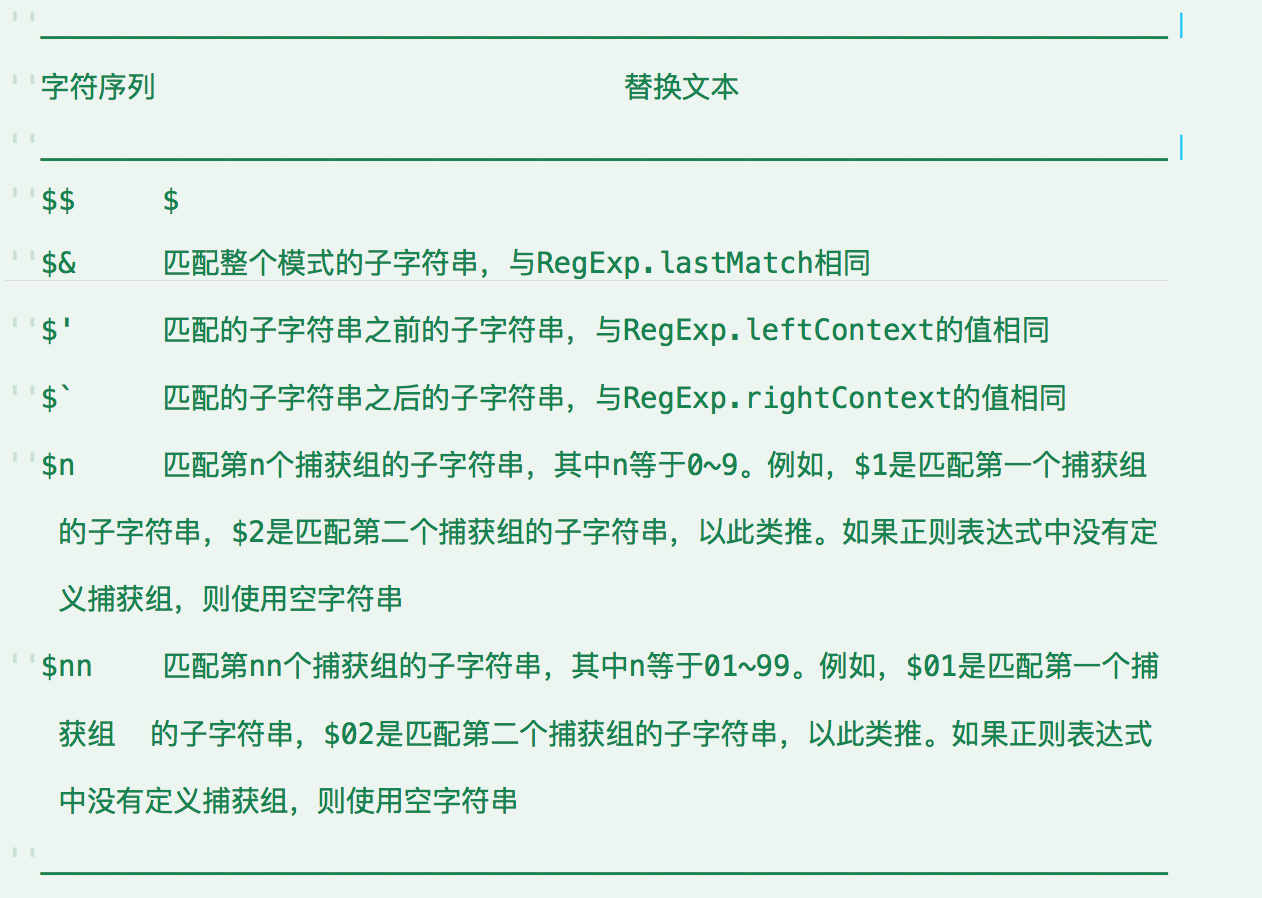 字符序列 替换文本
$$ $
$& 匹配整个模式的子字符串，与RegExp.lastMatch相同
$' 匹配的子字符串之前的子字符串，与RegExp.leftContext的值相同
$` 匹配的子字符串之后的子字符串，与RegExp.rightContext的值相同
$n 匹配第n个捕获组的子字符串，其中n等于0~9。例如，$1是匹配第一个捕获组
的子字符串，$2是匹配第二个捕获组的子字符串，以此类推。如果正则表达式中没有定
义捕获组，则使用空字符串
$nn 匹配第nn个捕获组的子字符串，其中n等于01~99。例如，$01是匹配第一个捕
获组 的子字符串，$02是匹配第二个捕获组的子字符串，以此类推。如果正则表达式
中没有定义捕获组，则使用空字符串